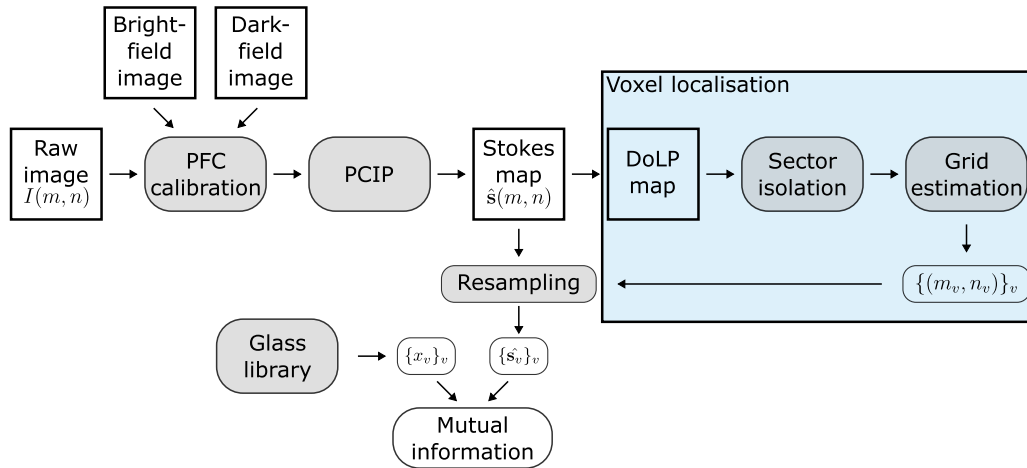 Bright-
field
image
Dark-
field
image
Raw
image
I(m, n)
PFC
calibration
PCIP
Stokes
map
ŝ(m, n)
Voxel localisation
DoLP
map
Sector
isolation
Grid
estimation
{(m_v, n_v)}_v
Resampling
Glass
library
{x_v}_v
{ŝ_v}_v
Mutual
information